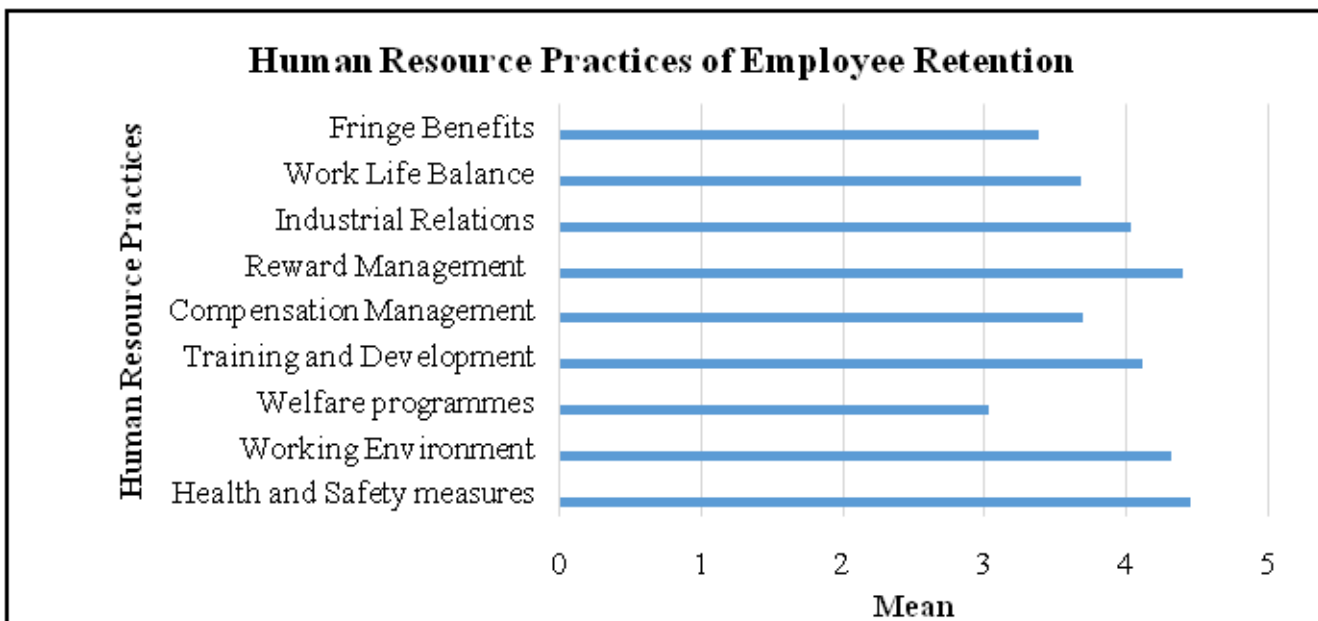 Human Resource Practices of Employee Retention
Human Resource Practices
Fringe Benefits
Work Life Balance
Industrial Relations
Reward Management
Compensation Management
Training and Development
Welfare programmes
Working Environment
Health and Safety measures
0 1 2 3 4 5
Mean